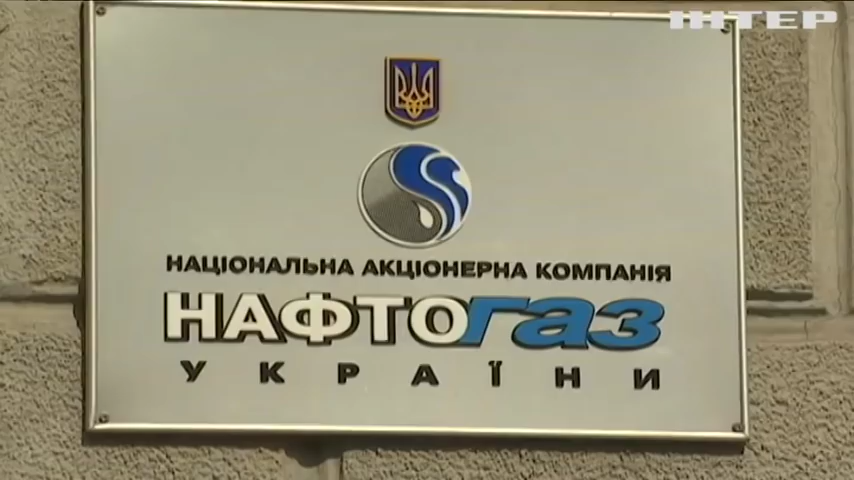 ІНТЕР
НАЦІОНАЛЬНА АКЦІОНЕРНА КОМПАНІЯ
НАФТОГАЗ
УКРАЇНИ